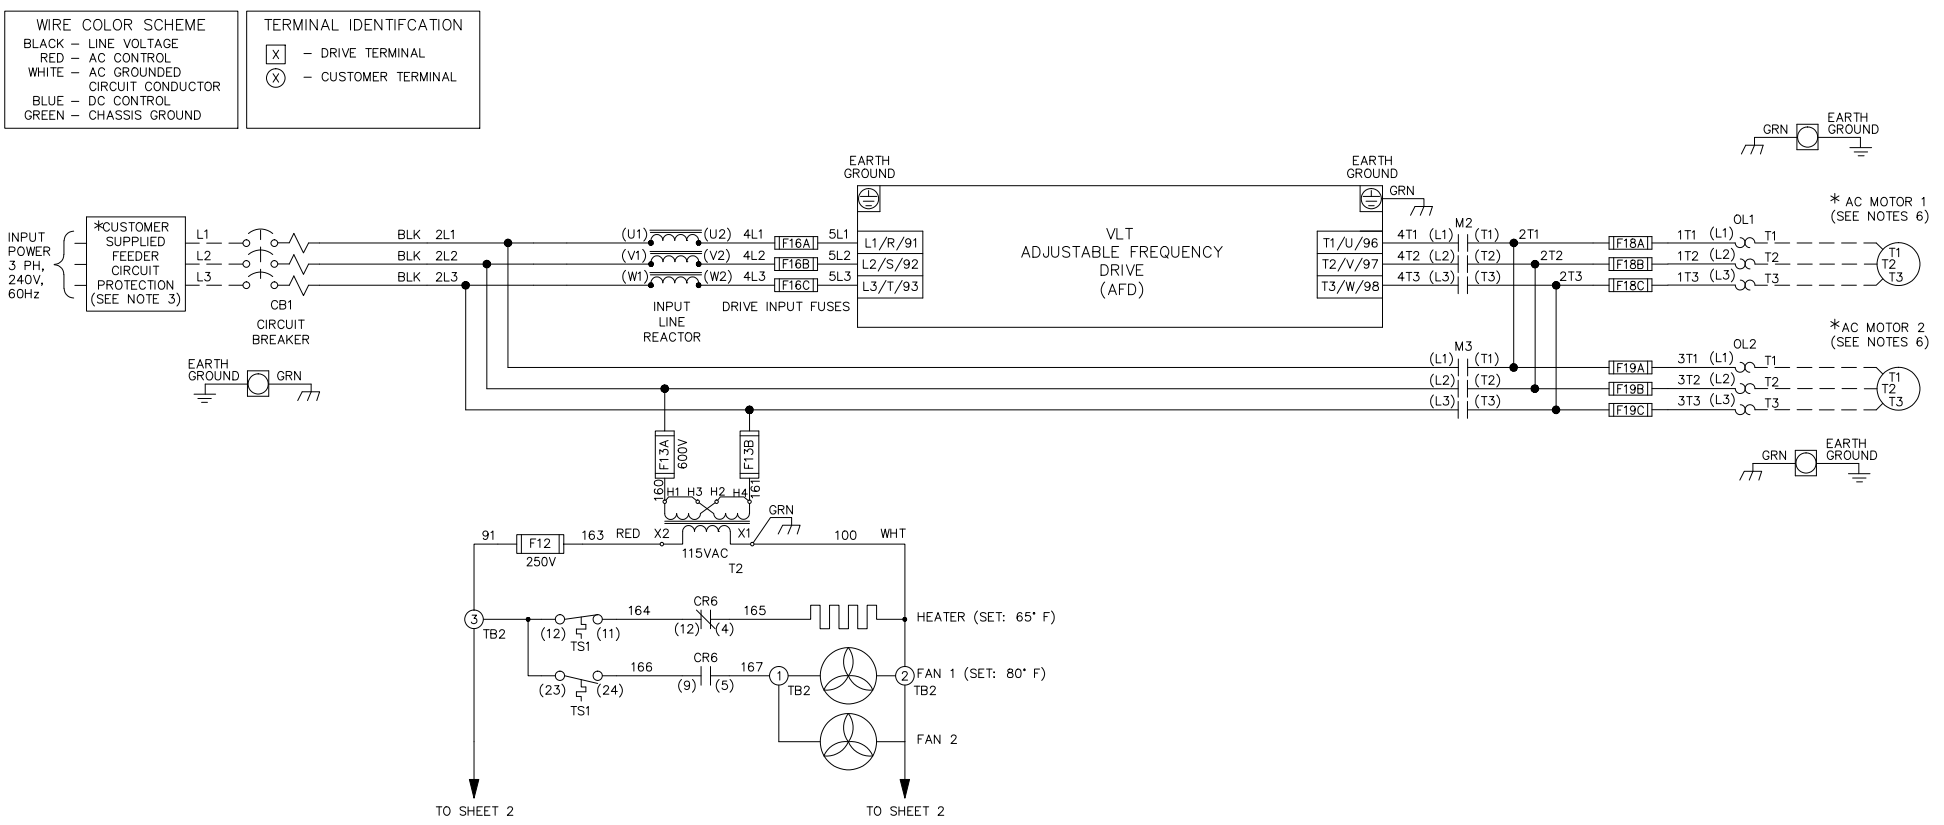 WIRE COLOR SCHEME
BLACK – LINE VOLTAGE
RED – AC CONTROL
WHITE – AC GROUNDED
CIRCUIT CONDUCTOR
BLUE – DC CONTROL
GREEN – CHASSIS GROUND
TERMINAL IDENTIFCATION
X – DRIVE TERMINAL
X – CUSTOMER TERMINAL
INPUT
POWER
3 PH,
240V,
60Hz
*CUSTOMER
SUPPLIED
FEEDER
CIRCUIT
PROTECTION
(SEE NOTE 3)
L1
L2
L3
CB1
CIRCUIT
BREAKER
EARTH
GROUND
GRN
BLK 2L1
BLK 2L2
BLK 2L3
(U1) (U2) 4L1 F16A 5L1
(V1) (V2) 4L2 F16B 5L2
(W1) (W2) 4L3 F16C 5L3
INPUT
LINE
REACTOR
DRIVE INPUT FUSES
EARTH
GROUND
L1/R/91
L2/S/92
L3/T/93
VLT
ADJUSTABLE FREQUENCY
DRIVE
(AFD)
EARTH
GROUND
GRN
T1/U/96
T2/V/97
T3/W/98
M2
4T1 (L1) (T1) 2T1
4T2 (L2) (T2) 2T2
4T3 (L3) (T3) 2T3
F18A
F18B
F18C
OL1
1T1 (L1) T1
1T2 (L2) T2
1T3 (L3) T3
* AC MOTOR 1
(SEE NOTES 6)
T1
T2
T3
GRN
EARTH
GROUND
M3
(L1) (T1)
(L2) (T2)
(L3) (T3)
F19A
F19B
F19C
OL2
3T1 (L1) T1
3T2 (L2) T2
3T3 (L3) T3
* AC MOTOR 2
(SEE NOTES 6)
T1
T2
T3
GRN
EARTH
GROUND
F13A
600V
F13B
160
161
H1 H3 H2 H4
GRN
91 F12 163 RED X2 X1 100 WHT
250V
115VAC
T2
3
TB2
(12) (11)
TS1
164
CR6
(12) (4)
165
HEATER (SET: 65° F)
(23) (24)
TS1
166
CR6
(9) (5)
167
1
TB2
2
TB2
FAN 1 (SET: 80° F)
FAN 2
TO SHEET 2
TO SHEET 2